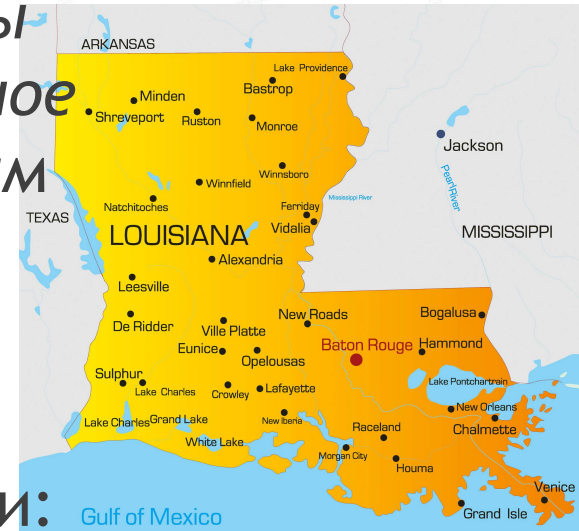 ы
ное
им
и:
ARKANSAS
Lake Providence
Bastrop
Minden
Shreveport
Ruston
Monroe
Jackson
Pearl River
Winnsboro
Winnfield
Natchitoches
Mississippi River
Ferriday
Vidalia
TEXAS
LOUISIANA
MISSISSIPPI
Alexandria
Leesville
De Ridder
Ville Platte
New Roads
Bogalusa
Eunice
Opelousas
Baton Rouge
Hammond
Sulphur
Lake Charles
Crowley
Lafayette
Lake Pontchartrain
New Orleans
Chalmette
Lake Charles
Grand Lake
New Iberia
White Lake
Raceland
Morgan City
Houma
Venice
Grand Isle
Gulf of Mexico